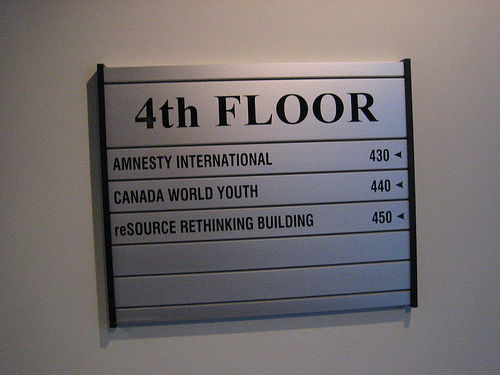 4th FLOOR
AMNESTY INTERNATIONAL 430
CANADA WORLD YOUTH 440
reSOURCE RETHINKING BUILDING 450